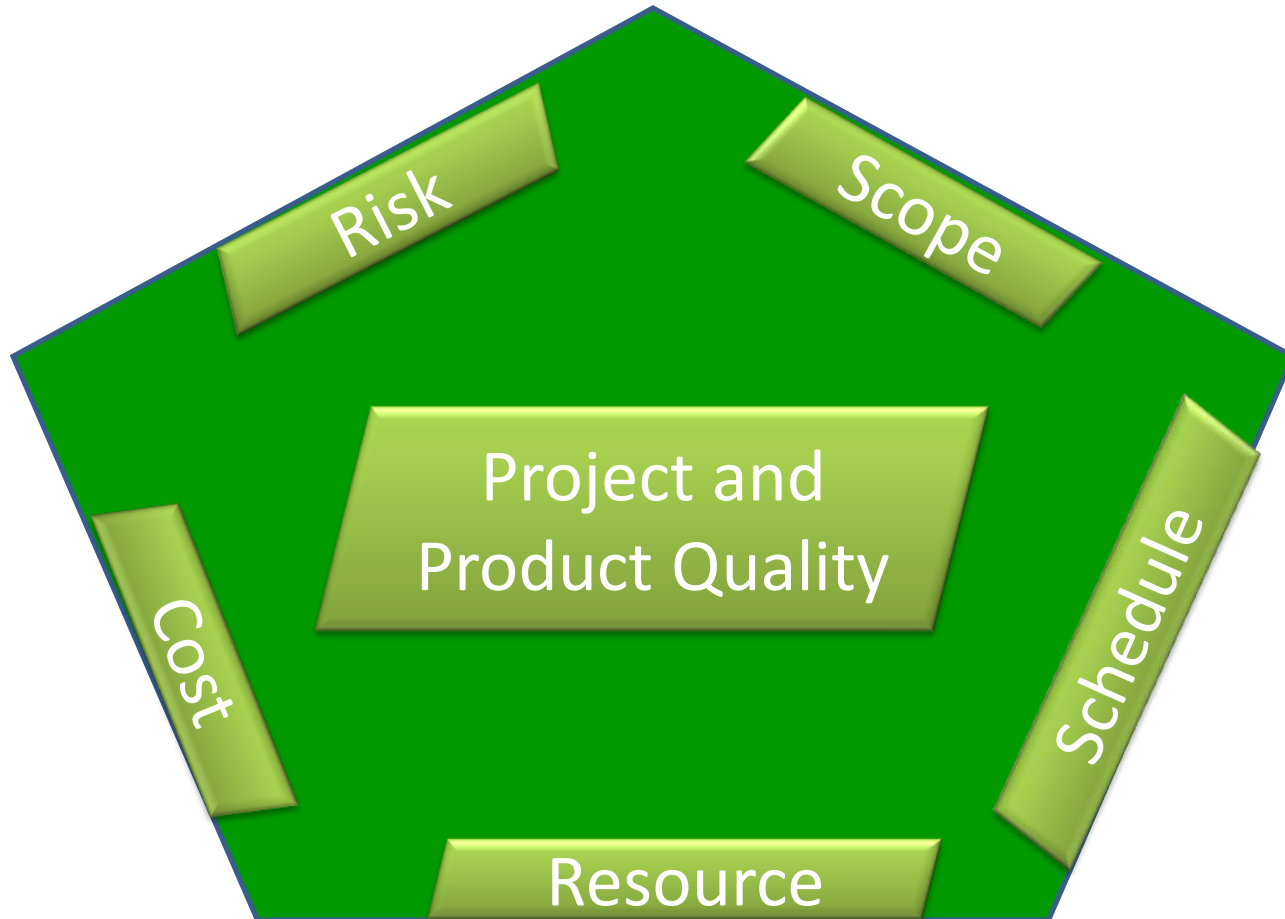 Risk
Scope
Project and
Product Quality
Cost
Schedule
Resource